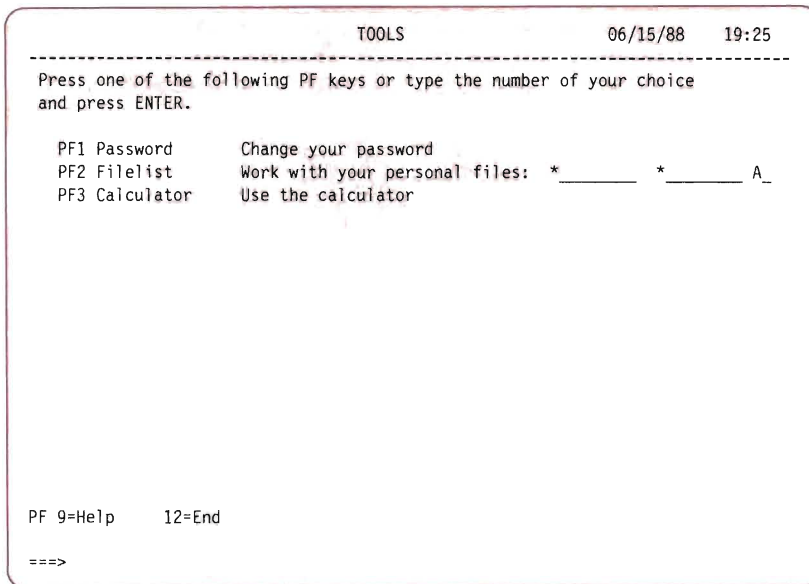 TOOLS 06/15/88 19:25
--------------------------------------------------------------------------------
Press one of the following PF keys or type the number of your choice
and press ENTER.
PF1 Password Change your password
PF2 Filelist Work with your personal files: *________ *________ A_
PF3 Calculator Use the calculator
PF 9=Help 12=End
===>